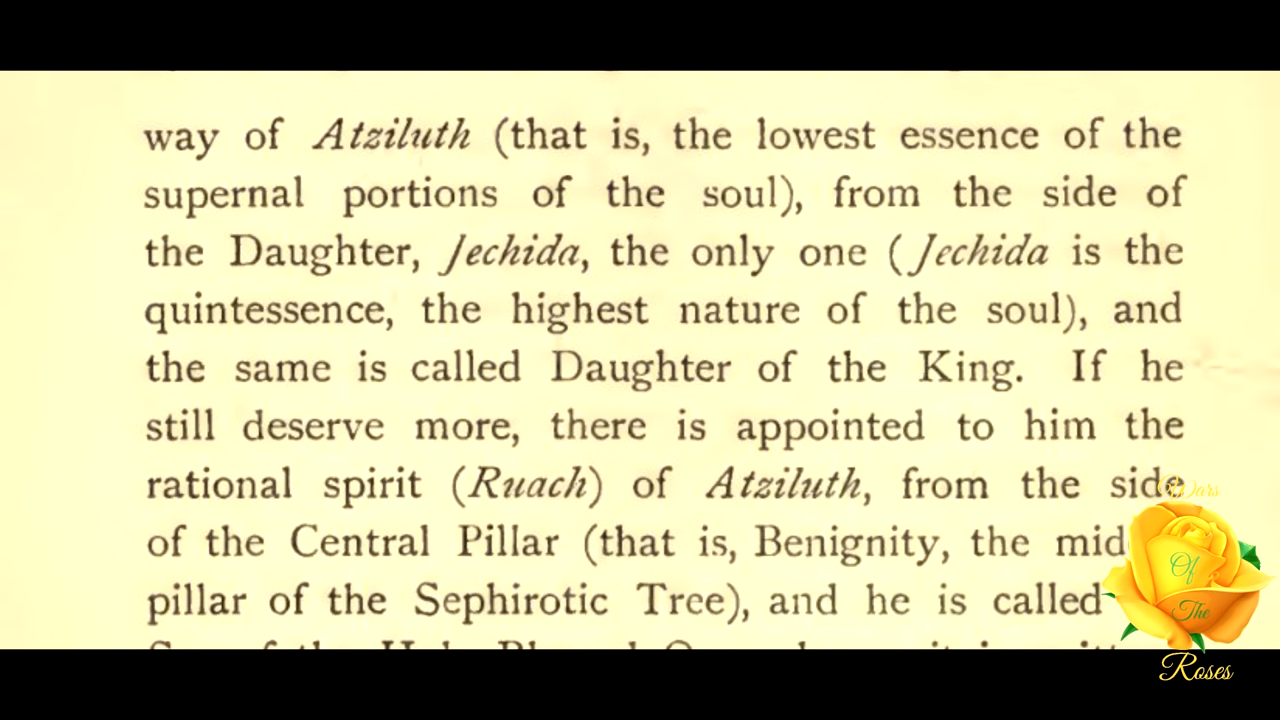 way of Atziluth (that is, the lowest essence of the
supernal portions of the soul), from the side of
the Daughter, Jechida, the only one (Jechida is the
quintessence, the highest nature of the soul), and
the same is called Daughter of the King. If he
still deserve more, there is appointed to him the
rational spirit (Ruach) of Atziluth, from the side
of the Central Pillar (that is, Benignity, the mid
pillar of the Sephirotic Tree), and he is called
Wars
Of
The
Roses